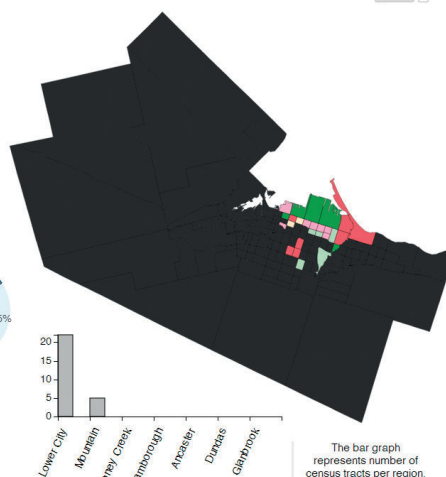 5%
20
15
10
5
0
Lower City
Mountain
ney Creek
mborough
Ancaster
Dundas
Glanbrook
The bar graph
represents number of
census tracts per region.